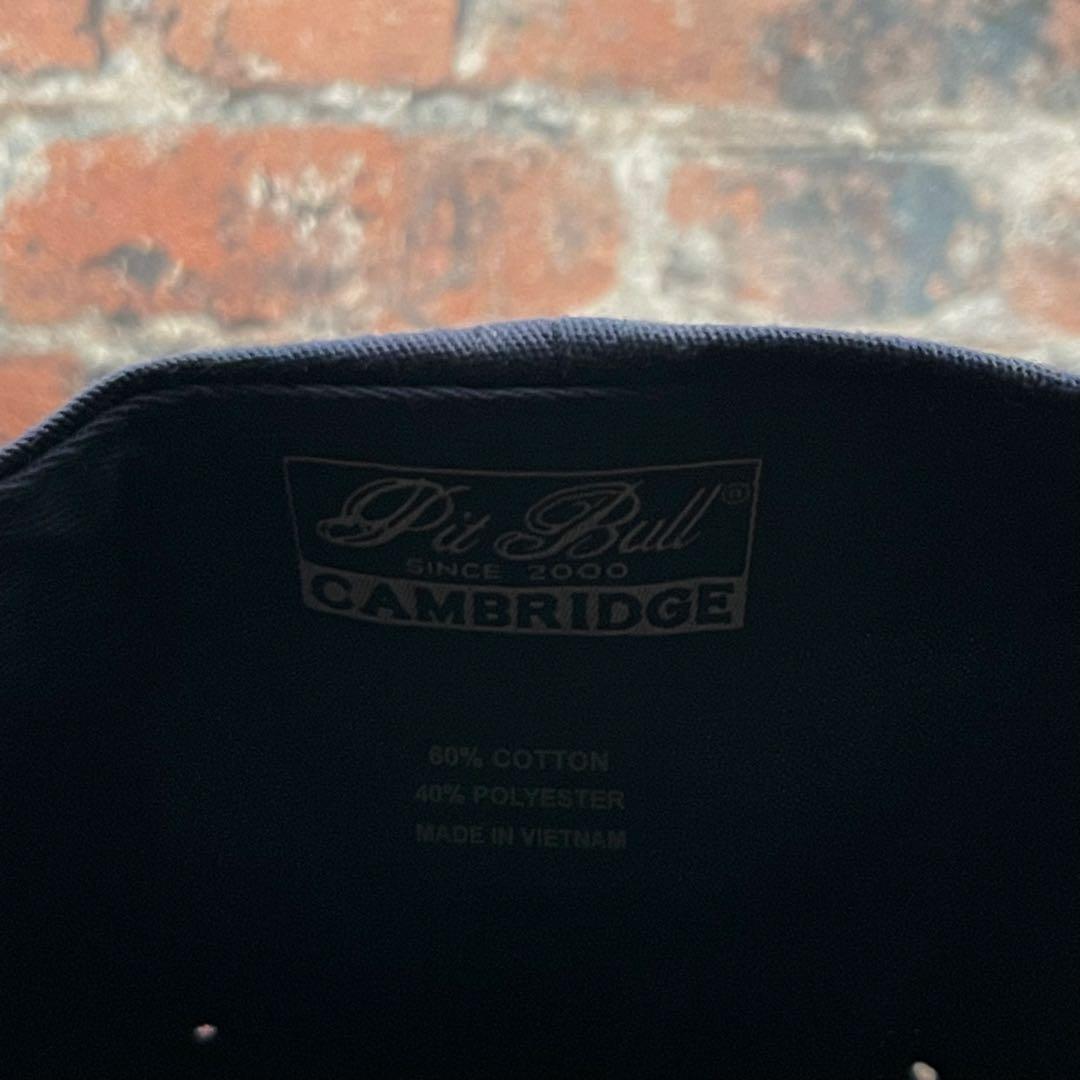 Pit Bull®
SINCE 2000
CAMBRIDGE
60% COTTON
40% POLYESTER
MADE IN VIETNAM